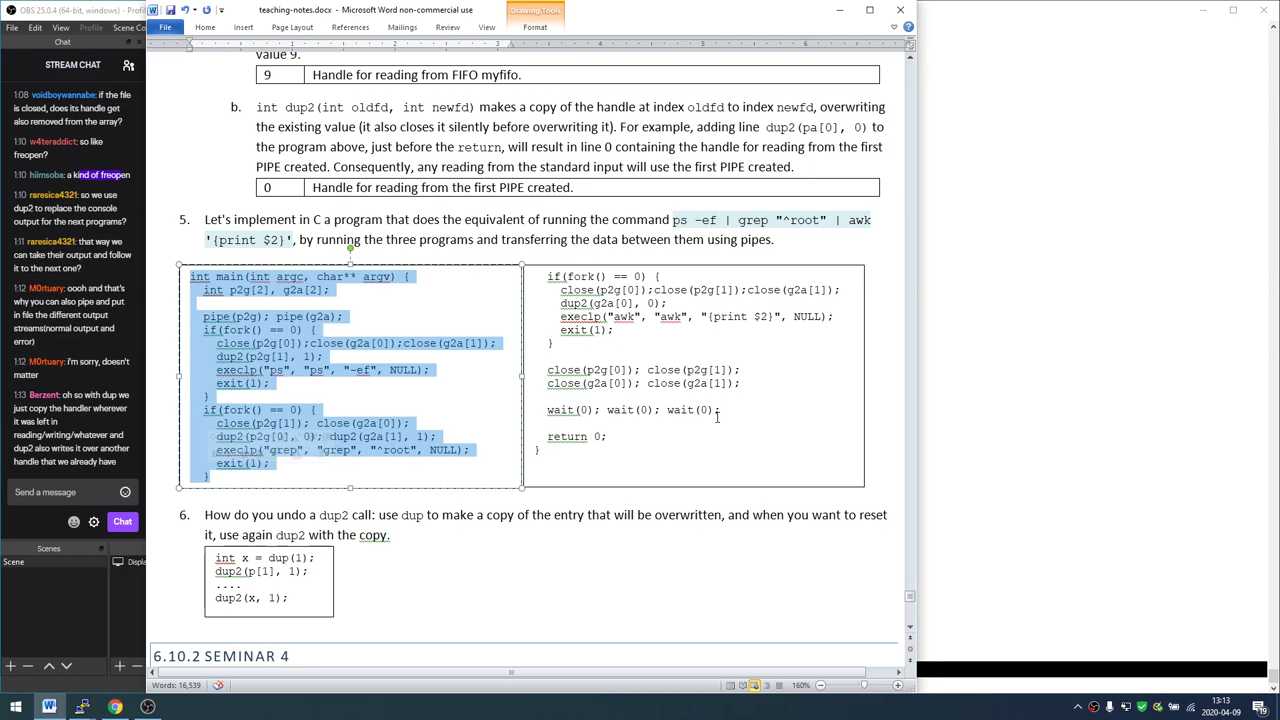 OBS 25.0.4 (64-bit, windows)
File Edit View Profile Scene Co
Chat
STREAM CHAT
1:08 voidboywannabe: if the file
is closed, does its handle get
also removed from the array?
1:10 w4teraddict: so like
freopen?
1:10 hiimsoba: a kind of freopen
1:10 raresica4321: so we use
dup2 to replace the console
output for the next programs?
1:11 raresica4321: that way we
can take their output and follow
it to the next one?
1:12 M0rtuary: oooh and that's
why you can also pipe and put
in file the different output
streams(normal output and
error)
1:12 M0rtuary: i'm sorry, doesn't
matter
1:13 Berzent: oh so with dup we
just copy the handler wherever
it was left in
reading/writing/whatever and
dup2 also writes it over another
handle that we already have
Send a message
Chat
Scenes
Scene
Displa
teaching-notes.docx - Microsoft Word non-commercial use
Drawing Tools
File Home Insert Page Layout References Mailings Review View Format
2 1 1 2 3 4 5 6
value 9.
9 Handle for reading from FIFO myfifo.
b. int dup2(int oldfd, int newfd) makes a copy of the handle at index oldfd to index newfd, overwriting
the existing value (it also closes it silently before overwriting it). For example, adding line dup2(pa[0], 0) to
the program above, just before the return, will result in line 0 containing the handle for reading from the first
PIPE created. Consequently, any reading from the standard input will use the first PIPE created.
0 Handle for reading from the first PIPE created.
5. Let's implement in C a program that does the equivalent of running the command ps -ef | grep "^root" | awk
'{print $2}', by running the three programs and transferring the data between them using pipes.
int main(int argc, char** argv) {
int p2g[2], g2a[2];
pipe(p2g); pipe(g2a);
if(fork() == 0) {
close(p2g[0]);close(g2a[0]);close(g2a[1]);
dup2(p2g[1], 1);
execlp("ps", "ps", "-ef", NULL);
exit(1);
}
if(fork() == 0) {
close(p2g[1]); close(g2a[0]);
dup2(p2g[0], 0); dup2(g2a[1], 1);
execlp("grep", "grep", "^root", NULL);
exit(1);
}
if(fork() == 0) {
close(p2g[0]);close(p2g[1]);close(g2a[1]);
dup2(g2a[0], 0);
execlp("awk", "awk", "{print $2}", NULL);
exit(1);
}
close(p2g[0]); close(p2g[1]);
close(g2a[0]); close(g2a[1]);
wait(0); wait(0); wait(0);
return 0;
}
6. How do you undo a dup2 call: use dup to make a copy of the entry that will be overwritten, and when you want to reset
it, use again dup2 with the copy.
int x = dup(1);
dup2(p[1], 1);
....
dup2(x, 1);
6.10.2 SEMINAR 4
Words: 16,539
160%
13:13
2020-04-09
19